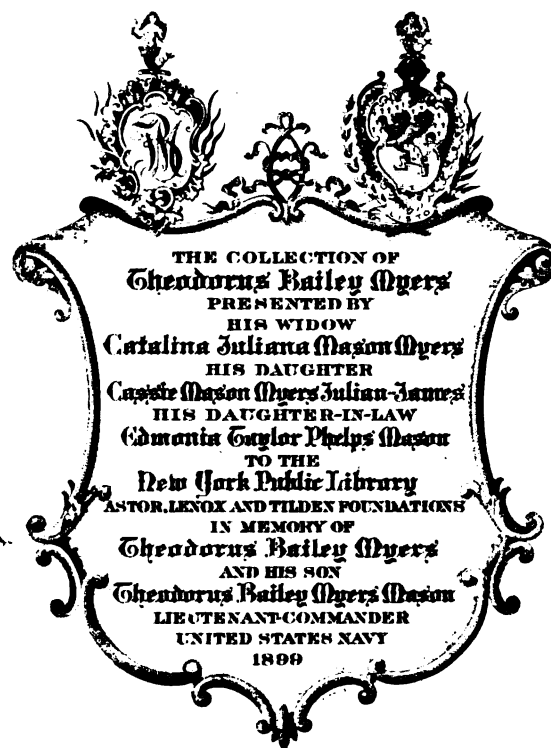 THE COLLECTION OF
Theodorus Bailey Myers
PRESENTED BY
HIS WIDOW
Catalina Juliana Mason Myers
HIS DAUGHTER
Cassie Mason Myers Julian-James
HIS DAUGHTER-IN-LAW
Edmonia Taylor Phelps Mason
TO THE
New York Public Library
ASTOR, LENOX AND TILDEN FOUNDATIONS
IN MEMORY OF
Theodorus Bailey Myers
AND HIS SON
Theodorus Bailey Myers Mason
LIEUTENANT-COMMANDER
UNITED STATES NAVY
1899